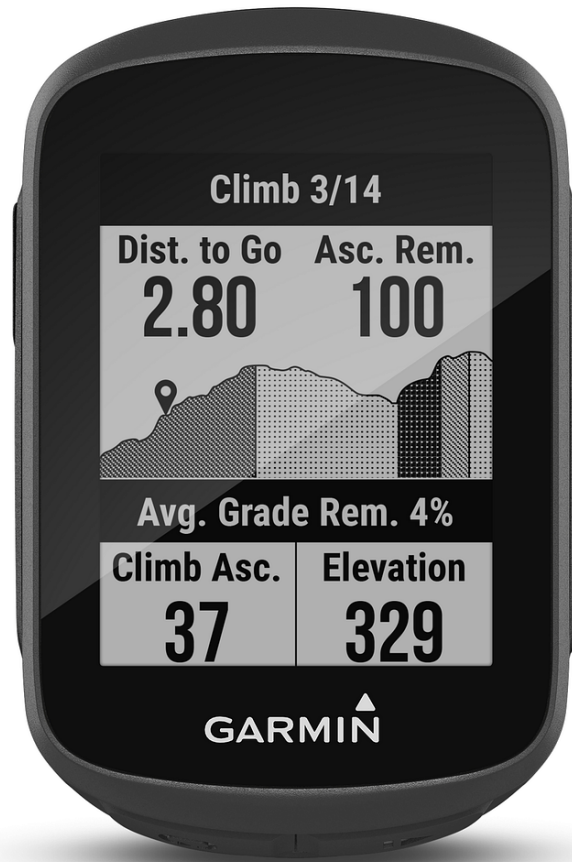 Climb 3/14
Dist. to Go Asc. Rem.
2.80 100
Avg. Grade Rem. 4%
Climb Asc. Elevation
37 329
GARMIN